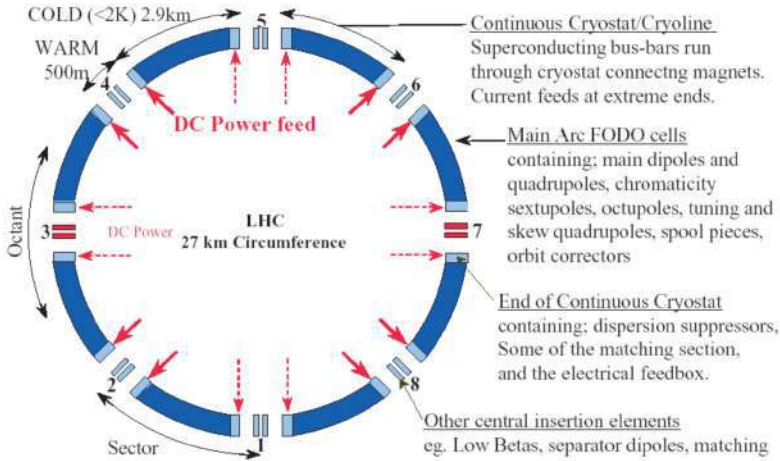 COLD (<2K) 2.9km
WARM
500m
5
4
6
DC Power feed
3
DC Power
LHC
27 km Circumference
7
Octant
2
8
1
Sector
Continuous Cryostat/Cryoline
Superconducting bus-bars run
through cryostat connectng magnets.
Current feeds at extreme ends.
Main Arc FODO cells
containing; main dipoles and
quadrupoles, chromaticity
sextupoles, octupoles, tuning and
skew quadrupoles, spool pieces,
orbit correctors
End of Continuous Cryostat
containing; dispersion suppressors,
Some of the matching section,
and the electrical feedbox.
Other central insertion elements
eg. Low Betas, separator dipoles, matching